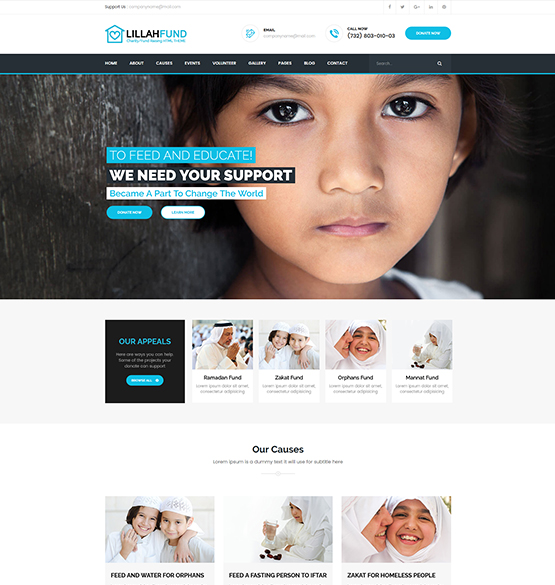 Support Us : companyname@mail.com
LILLAHFUND
Charity Fund Raising HTML THEME
EMAIL
companyname@mail.com
CALL NOW
(732) 803-010-03
DONATE NOW
HOME ABOUT CAUSES EVENTS VOLUNTEER GALLERY PAGES BLOG CONTACT Search...
TO FEED AND EDUCATE!
WE NEED YOUR SUPPORT
Became A Part To Change The World
DONATE NOW LEARN MORE
OUR APPEALS
Here are ways you can help.
Some of the projects your
donate can support
BROWSE ALL
Ramadan Fund
Lorem ipsum dolor sit amet,
consectetur adipisicing
Zakat Fund
Lorem ipsum dolor sit amet,
consectetur adipisicing
Orphans Fund
Lorem ipsum dolor sit amet,
consectetur adipisicing
Mannat Fund
Lorem ipsum dolor sit amet,
consectetur adipisicing
Our Causes
Lorem ipsum is a dummy text it will use for subtitle here
FEED AND WATER FOR ORPHANS
FEED A FASTING PERSON TO IFTAR
ZAKAT FOR HOMELESS PEOPLE